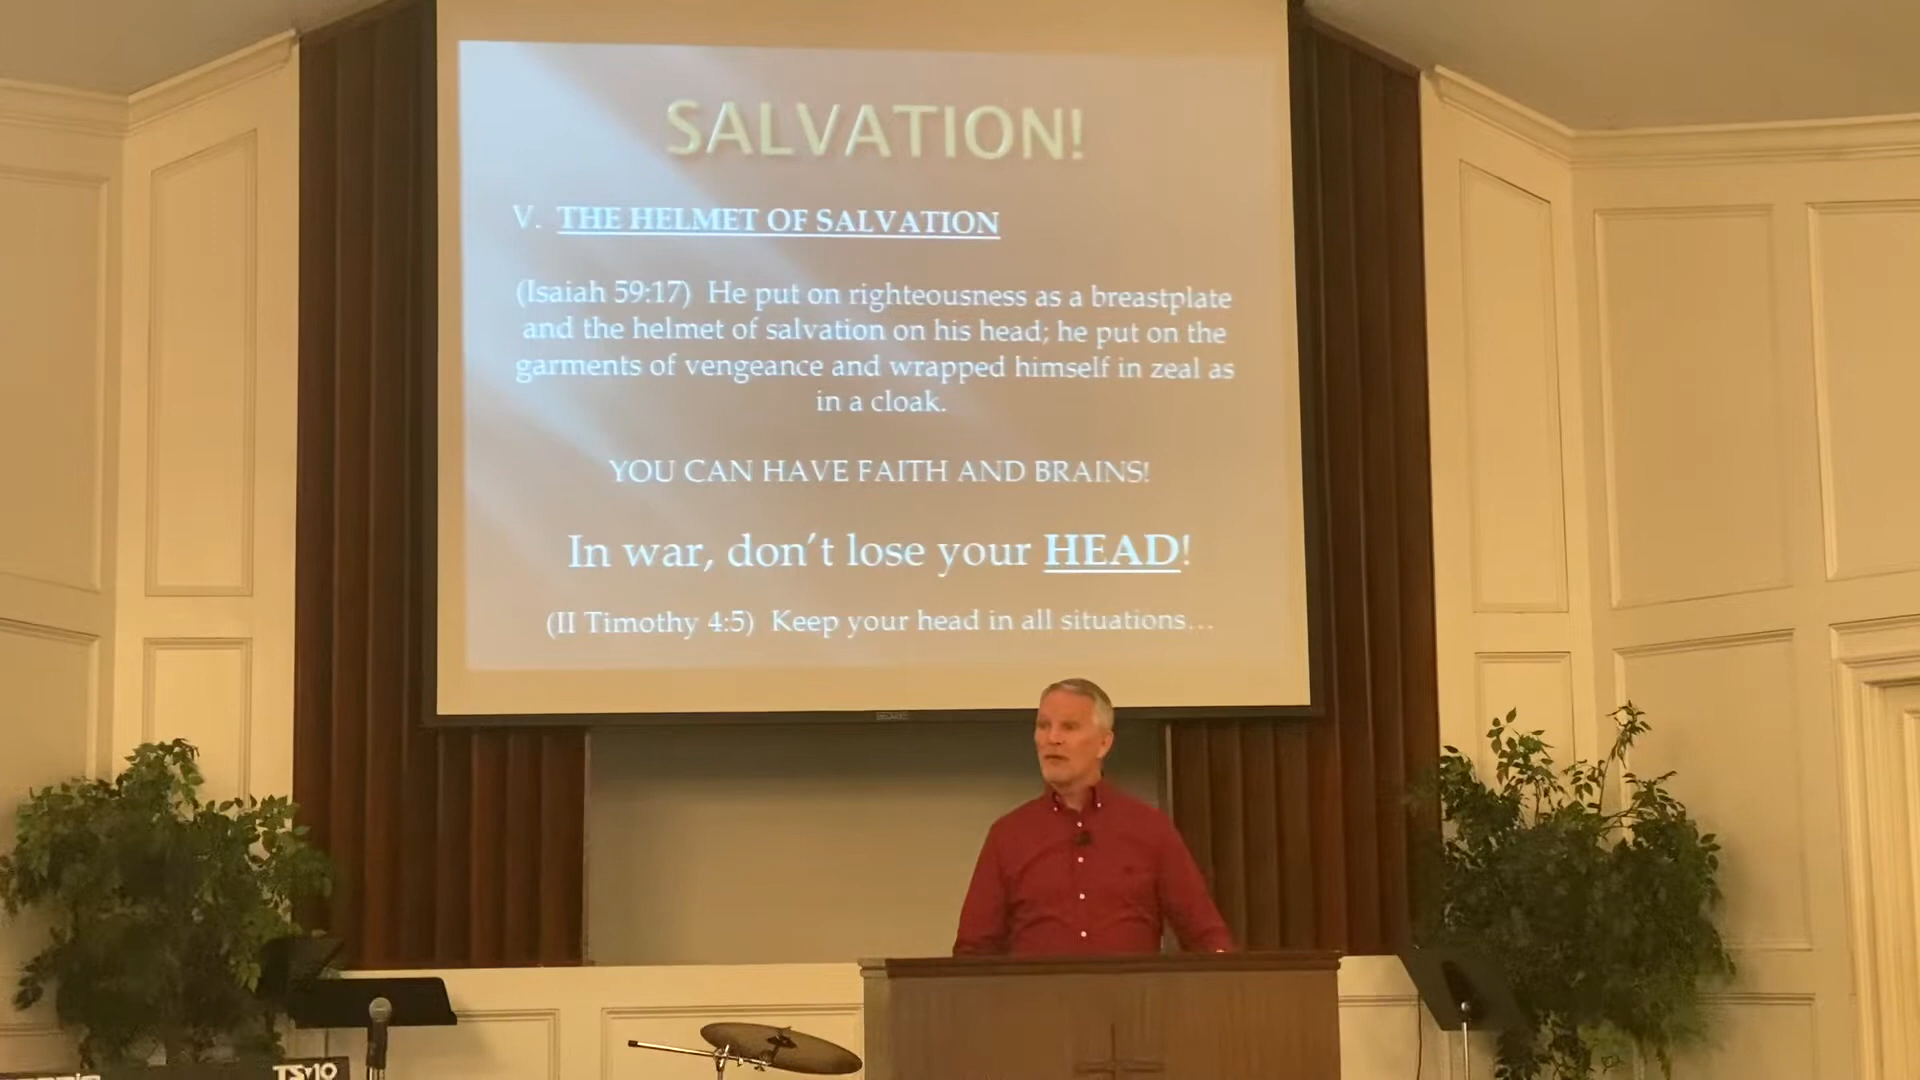 SALVATION!
V. THE HELMET OF SALVATION
(Isaiah 59:17) He put on righteousness as a breastplate
and the helmet of salvation on his head; he put on the
garments of vengeance and wrapped himself in zeal as
in a cloak.
YOU CAN HAVE FAITH AND BRAINS!
In war, don't lose your HEAD!
(II Timothy 4:5) Keep your head in all situations...
TS·10